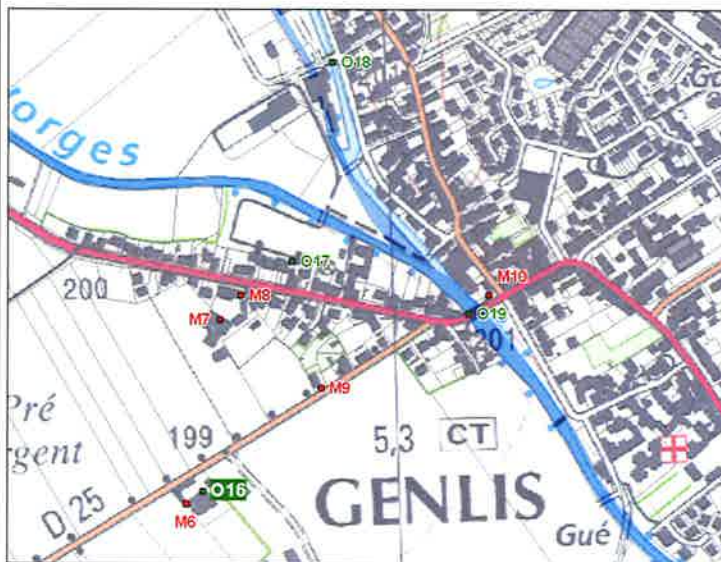 O18
Gu
orges
O17
200
M8
M10
M7
O19
201
M9
Pré
rgent
199
5,3
CT
O16
M6
D 25
GENLIS
Gué